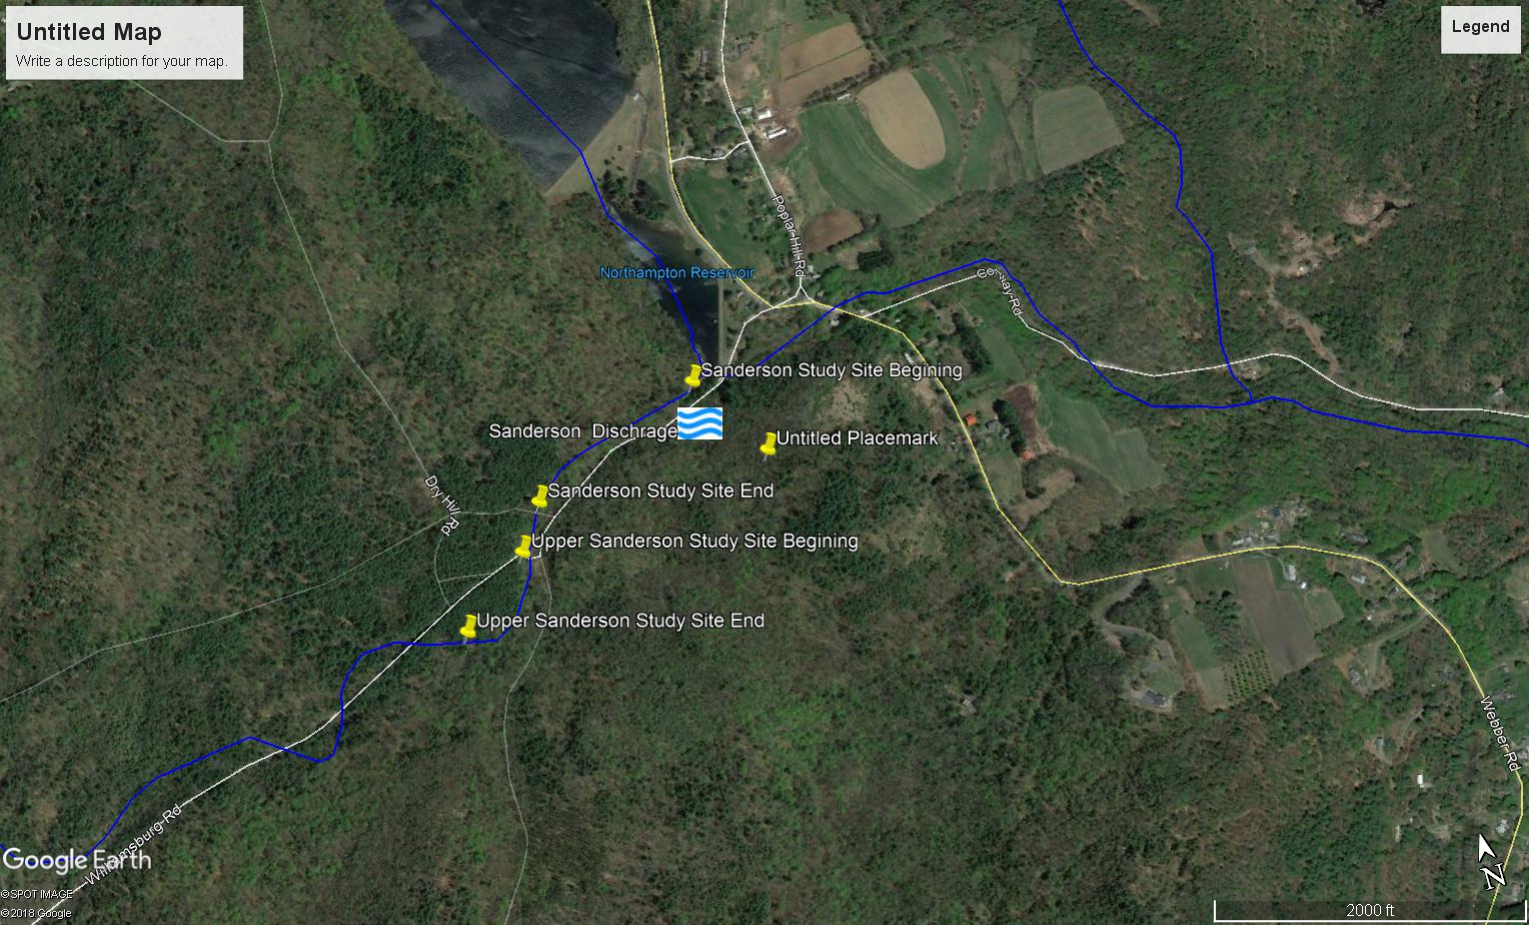 Untitled Map
Write a description for your map.
Legend
Poplar Hill Rd
Northampton Reservoir
Conway-Rd
Sanderson Study Site Begining
Sanderson Dischrage
Untitled Placemark
Sanderson Study Site End
Dry Hill Rd
Upper Sanderson Study Site Begining
Upper Sanderson Study Site End
Webber Rd
Williamsburg-Rd
Google Earth
©SPOT IMAGE
©2018 Google
N
2000 ft